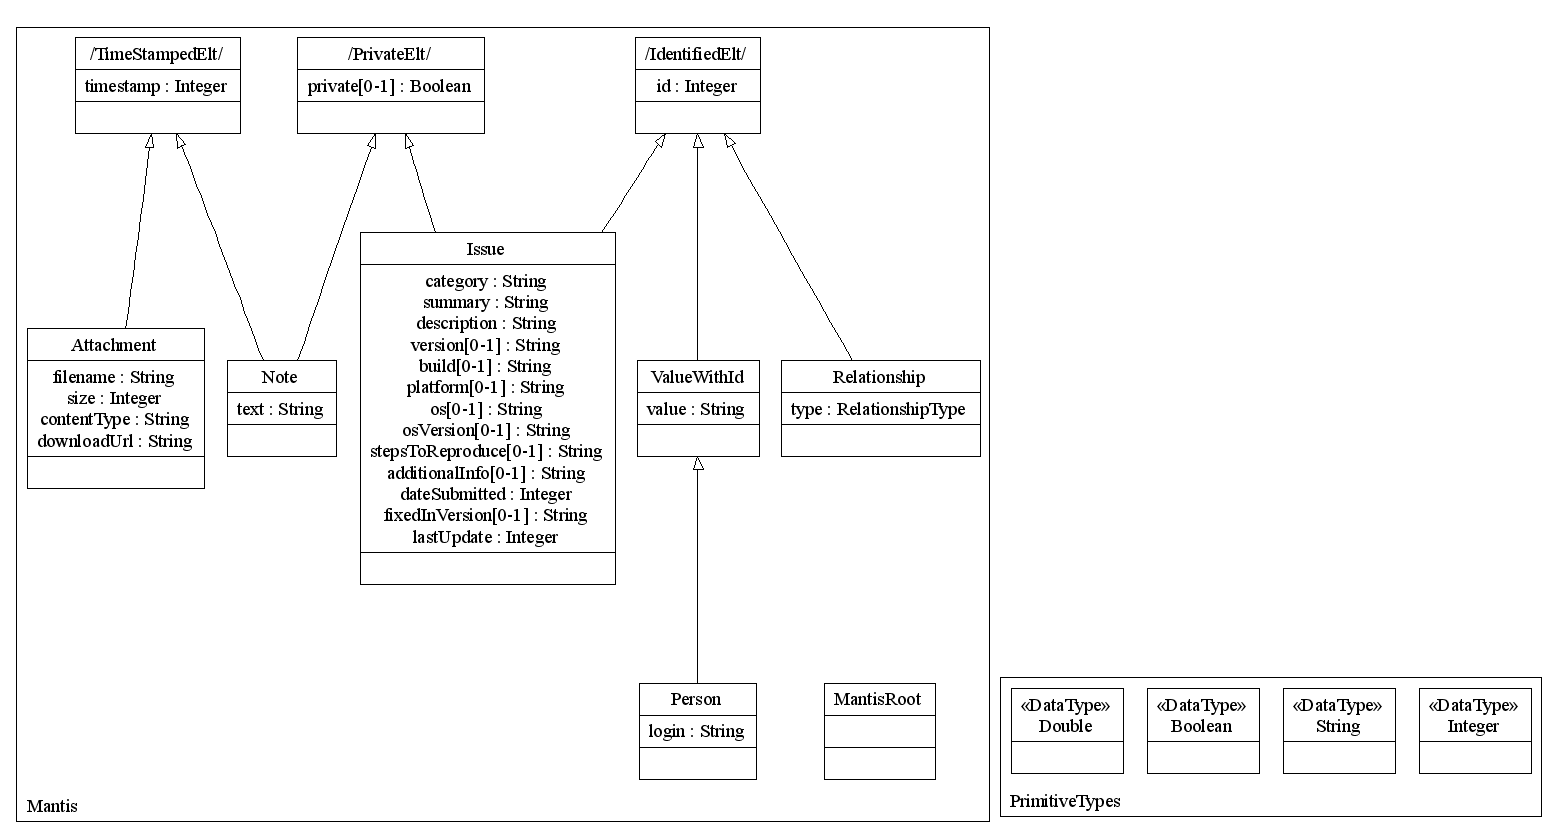 /TimeStampedElt/
timestamp : Integer
/PrivateElt/
private[0-1] : Boolean
/IdentifiedElt/
id : Integer
Issue
category : String
summary : String
description : String
version[0-1] : String
build[0-1] : String
platform[0-1] : String
os[0-1] : String
osVersion[0-1] : String
stepsToReproduce[0-1] : String
additionalInfo[0-1] : String
dateSubmitted : Integer
fixedInVersion[0-1] : String
lastUpdate : Integer
Attachment
filename : String
size : Integer
contentType : String
downloadUrl : String
Note
text : String
ValueWithId
value : String
Relationship
type : RelationshipType
Person
login : String
MantisRoot
Mantis
«DataType»
Double
«DataType»
Boolean
«DataType»
String
«DataType»
Integer
PrimitiveTypes